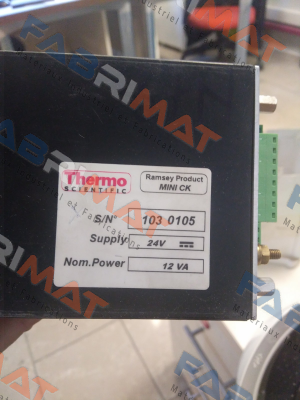 FABRIMAT
Thermo
SCIENTIFIC
Ramsey Product
MINI CK
S/N° 103 0105
Supply 24V
Nom.Power 12 VA
FABRIMAT
FABRIMAT